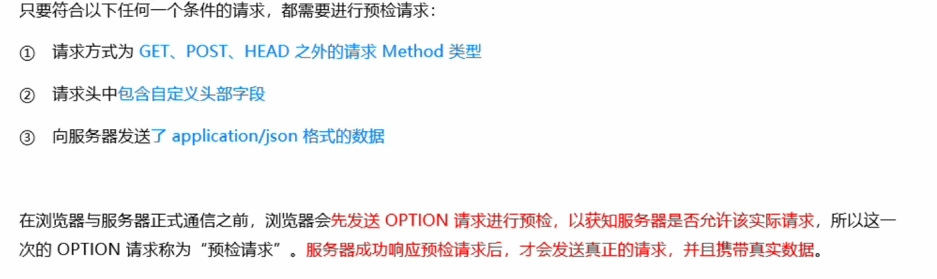 只要符合以下任何一个条件的请求，都需要进行预检请求：
① 请求方式为 GET、POST、HEAD 之外的请求 Method 类型
② 请求头中包含自定义头部字段
③ 向服务器发送了 application/json 格式的数据
在浏览器与服务器正式通信之前，浏览器会先发送 OPTION 请求进行预检，以获知服务器是否允许该实际请求，所以这一
次的 OPTION 请求称为“预检请求”。服务器成功响应预检请求后，才会发送真正的请求，并且携带真实数据。